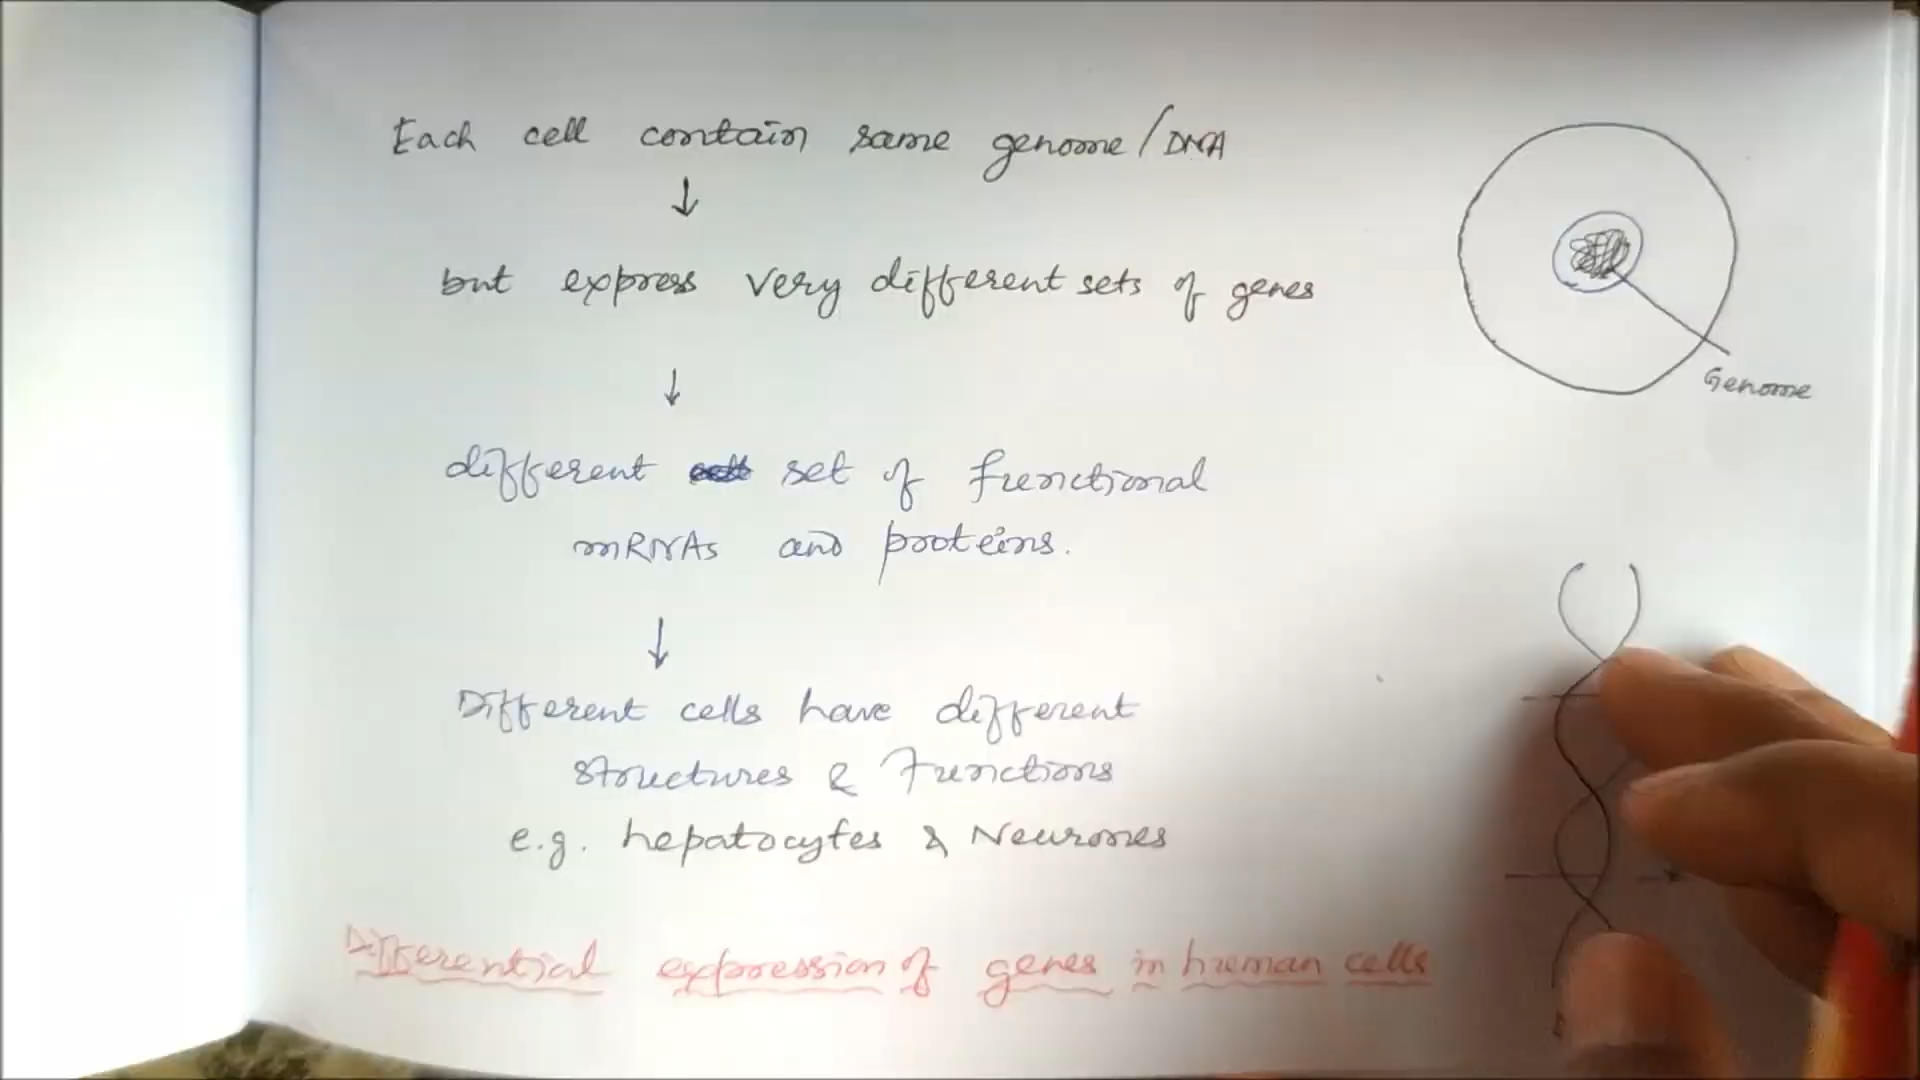 Each cell contain same genome/DNA
↓
but express very different sets of genes
↓
different set of functional
mRNAs and proteins.
↓
Different cells have different
structures & Functions
e.g. hepatocytes & Neurones
Differential expression of genes in human cells
Genome